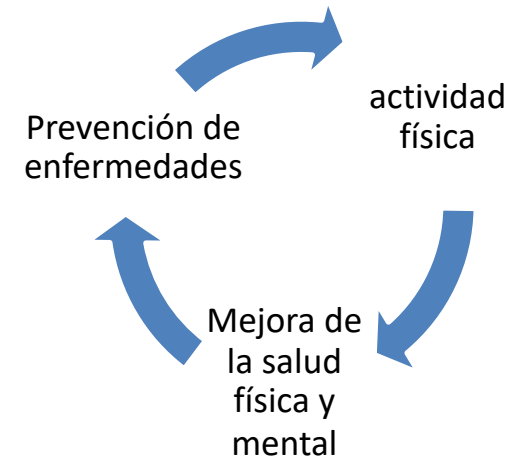 actividad
física
Mejora de
la salud
física y
mental
Prevención de
enfermedades